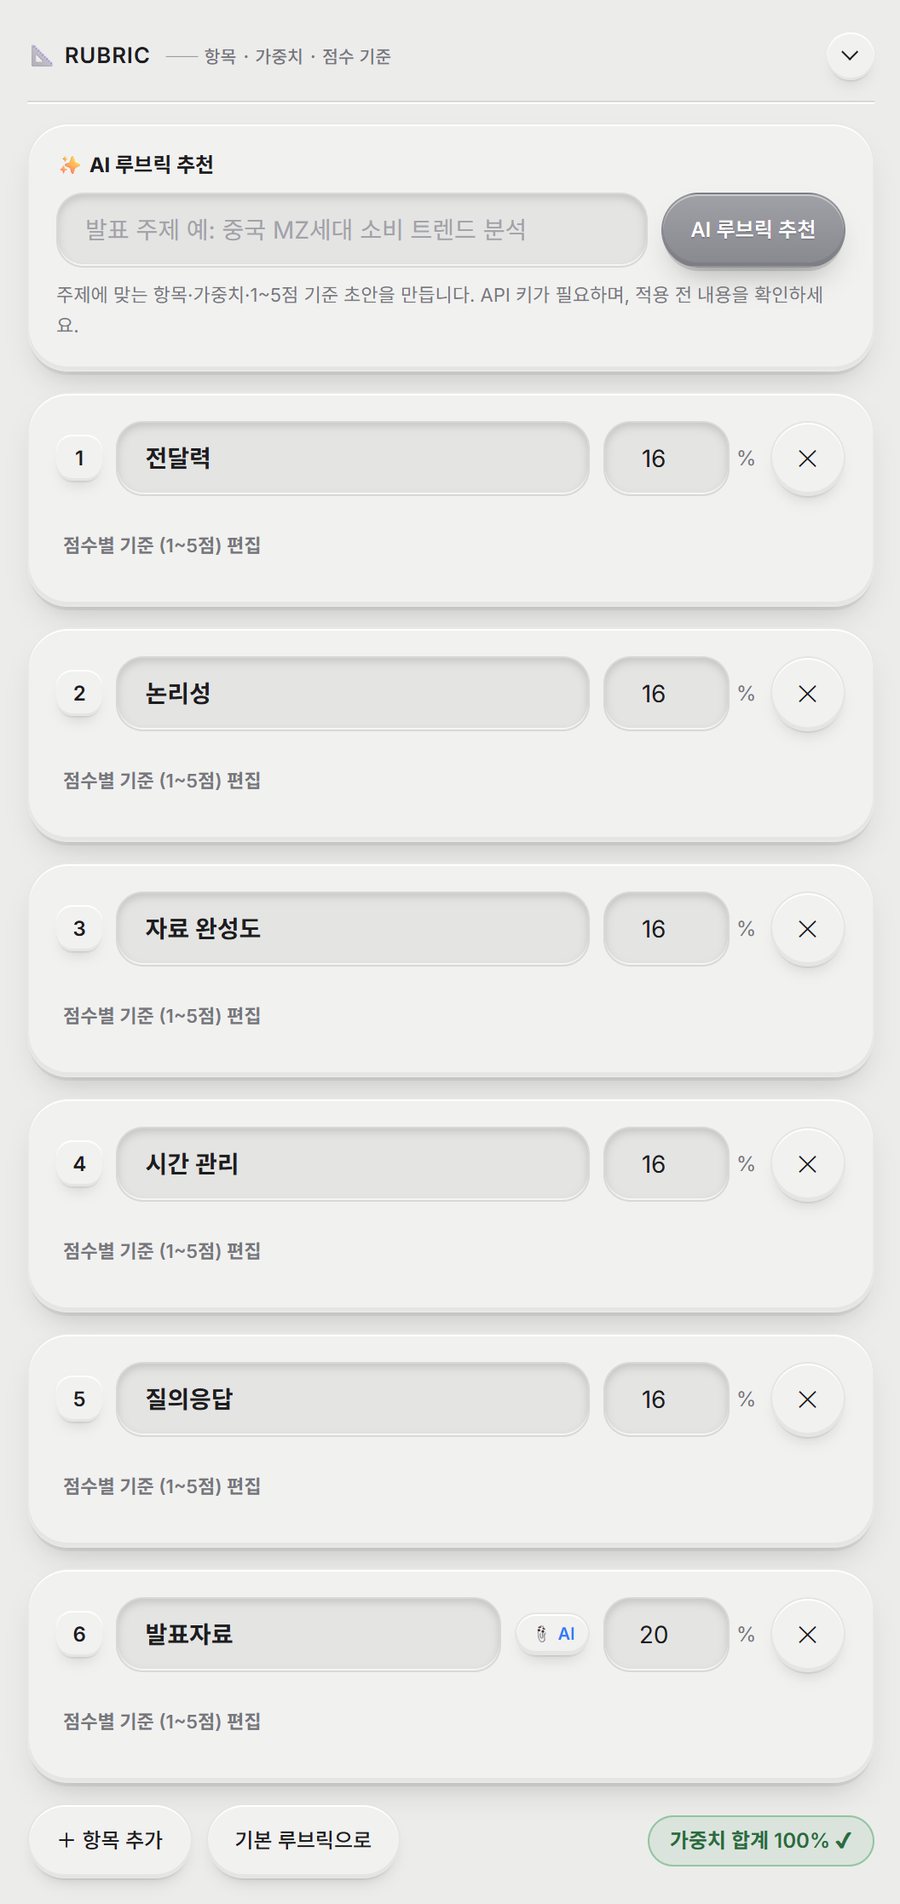 RUBRIC —— 항목 · 가중치 · 점수 기준
AI 루브릭 추천
발표 주제 예: 중국 MZ세대 소비 트렌드 분석
AI 루브릭 추천
주제에 맞는 항목·가중치·1~5점 기준 초안을 만듭니다. API 키가 필요하며, 적용 전 내용을 확인하세
요.
1 전달력 16 %
점수별 기준 (1~5점) 편집
2 논리성 16 %
점수별 기준 (1~5점) 편집
3 자료 완성도 16 %
점수별 기준 (1~5점) 편집
4 시간 관리 16 %
점수별 기준 (1~5점) 편집
5 질의응답 16 %
점수별 기준 (1~5점) 편집
6 발표자료 AI 20 %
점수별 기준 (1~5점) 편집
+ 항목 추가 기본 루브릭으로 가중치 합계 100% ✓